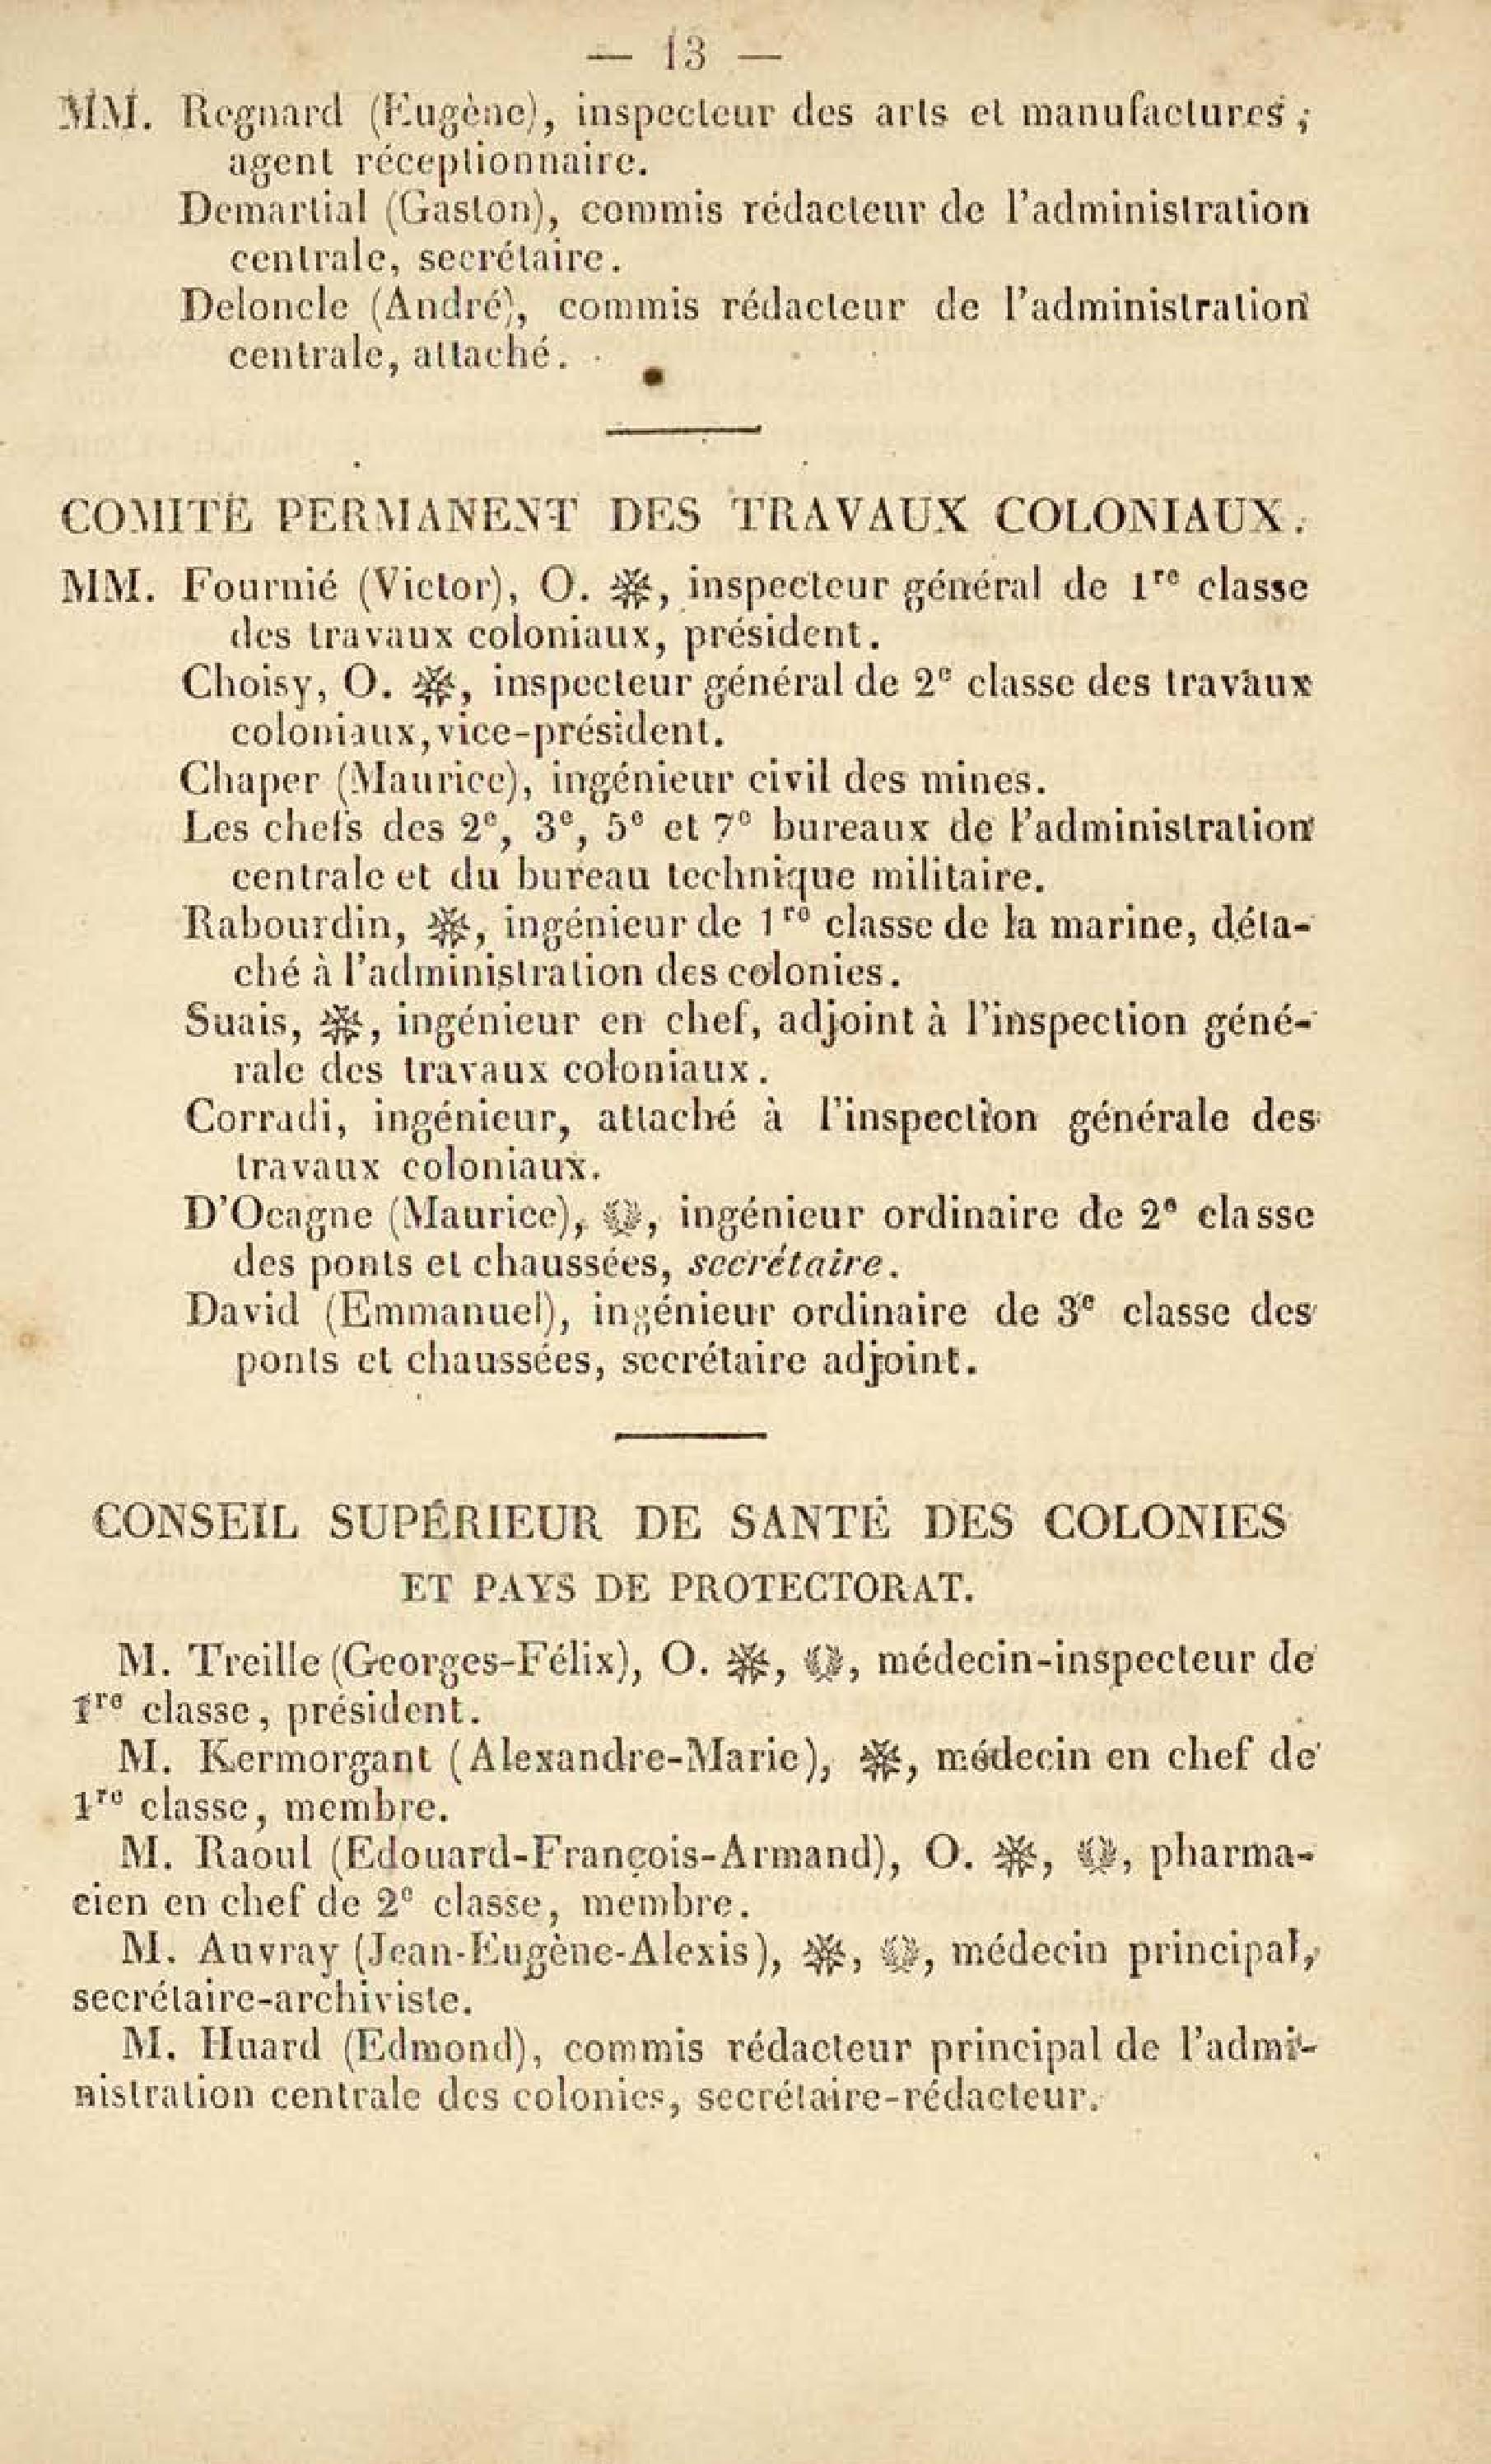 — 13 —
MM. Regnard (Eugène), inspecteur des arts et manufactures ;
agent réceptionnaire.
Demartial (Gaston), commis rédacteur de l'administration
centrale, secrétaire.
Deloncle (André), commis rédacteur de l'administration
centrale, attaché.
COMITÉ PERMANENT DES TRAVAUX COLONIAUX.
MM. Fournié (Victor), O. ✻, inspecteur général de 1re classe
des travaux coloniaux, président.
Choisy, O. ✻, inspecteur général de 2e classe des travaux
coloniaux, vice-président.
Chaper (Maurice), ingénieur civil des mines.
Les chefs des 2e, 3e, 5e et 7e bureaux de l'administration
centrale et du bureau technique militaire.
Rabourdin, ✻, ingénieur de 1re classe de la marine, déta-
ché à l'administration des colonies.
Suais, ✻, ingénieur en chef, adjoint à l'inspection géné-
rale des travaux coloniaux.
Corradi, ingénieur, attaché à l'inspection générale des
travaux coloniaux.
D'Ocagne (Maurice), ingénieur ordinaire de 2e classe
des ponts et chaussées, secrétaire.
David (Emmanuel), ingénieur ordinaire de 3e classe des
ponts et chaussées, secrétaire adjoint.
CONSEIL SUPÉRIEUR DE SANTÉ DES COLONIES
ET PAYS DE PROTECTORAT.
M. Treille (Georges-Félix), O. ✻, médecin-inspecteur de
1re classe, président.
M. Kermorgant (Alexandre-Marie), ✻, médecin en chef de
1re classe, membre.
M. Raoul (Edouard-François-Armand), O. ✻, pharma-
cien en chef de 2e classe, membre.
M. Auvray (Jean-Eugène-Alexis), ✻, médecin principal,
secrétaire-archiviste.
M. Huard (Edmond), commis rédacteur principal de l'admi-
nistration centrale des colonies, secrétaire-rédacteur.